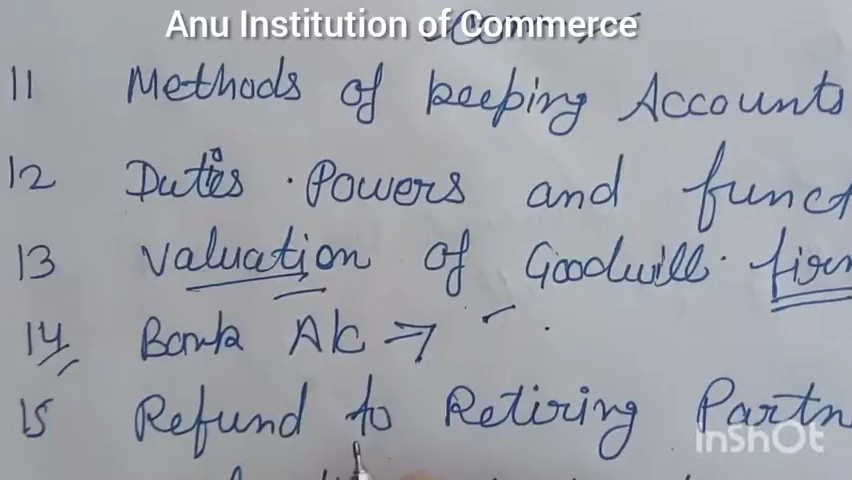 Anu Institution of Commerce
11 Methods of keeping Accounts
12 Duties . Powers and funct
13 Valuation of Goodwill . firm
14 Bank A/c ⇒
15 Refund to Retiring Partn
InShOt